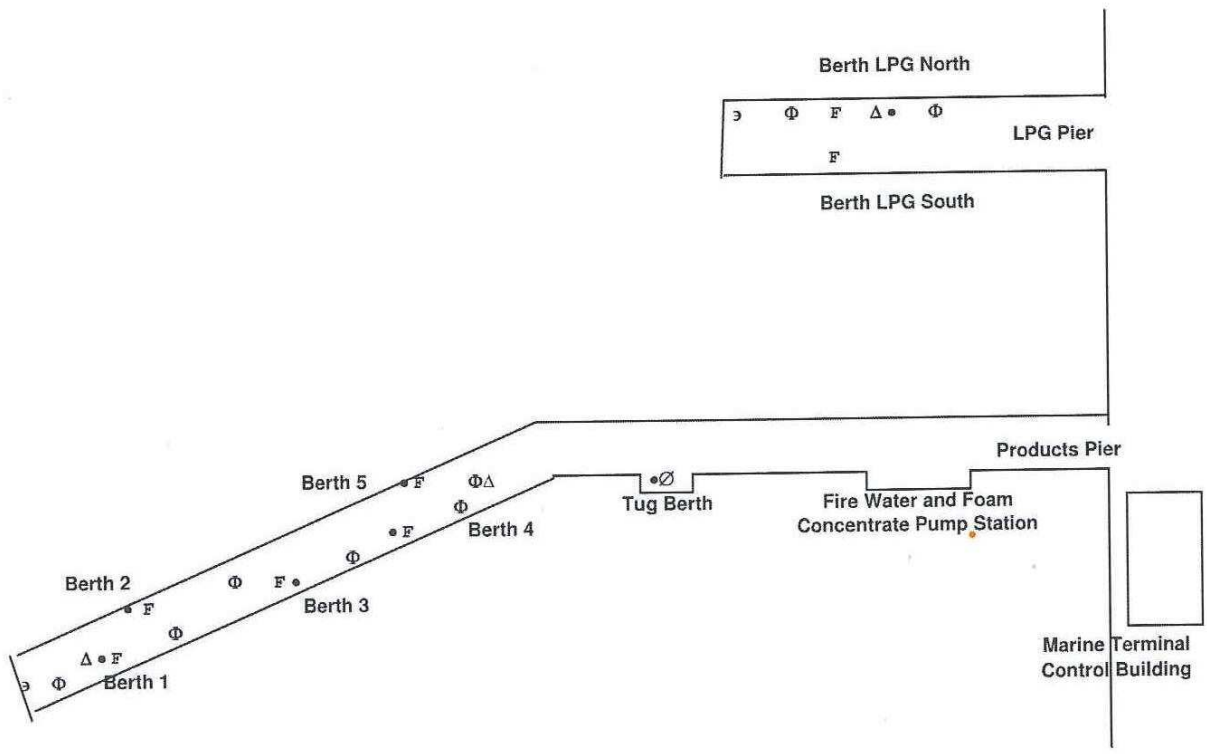 Berth LPG North
э Φ F Δ • Φ
LPG Pier
F
Berth LPG South
Products Pier
Berth 5 • F ΦΔ
•Ø
Tug Berth
Fire Water and Foam
Concentrate Pump Station
Φ
Berth 4
• F
Φ
Berth 2
Φ F •
Berth 3
• F
Φ
Marine Terminal
Control Building
Δ • F
э Φ
Berth 1